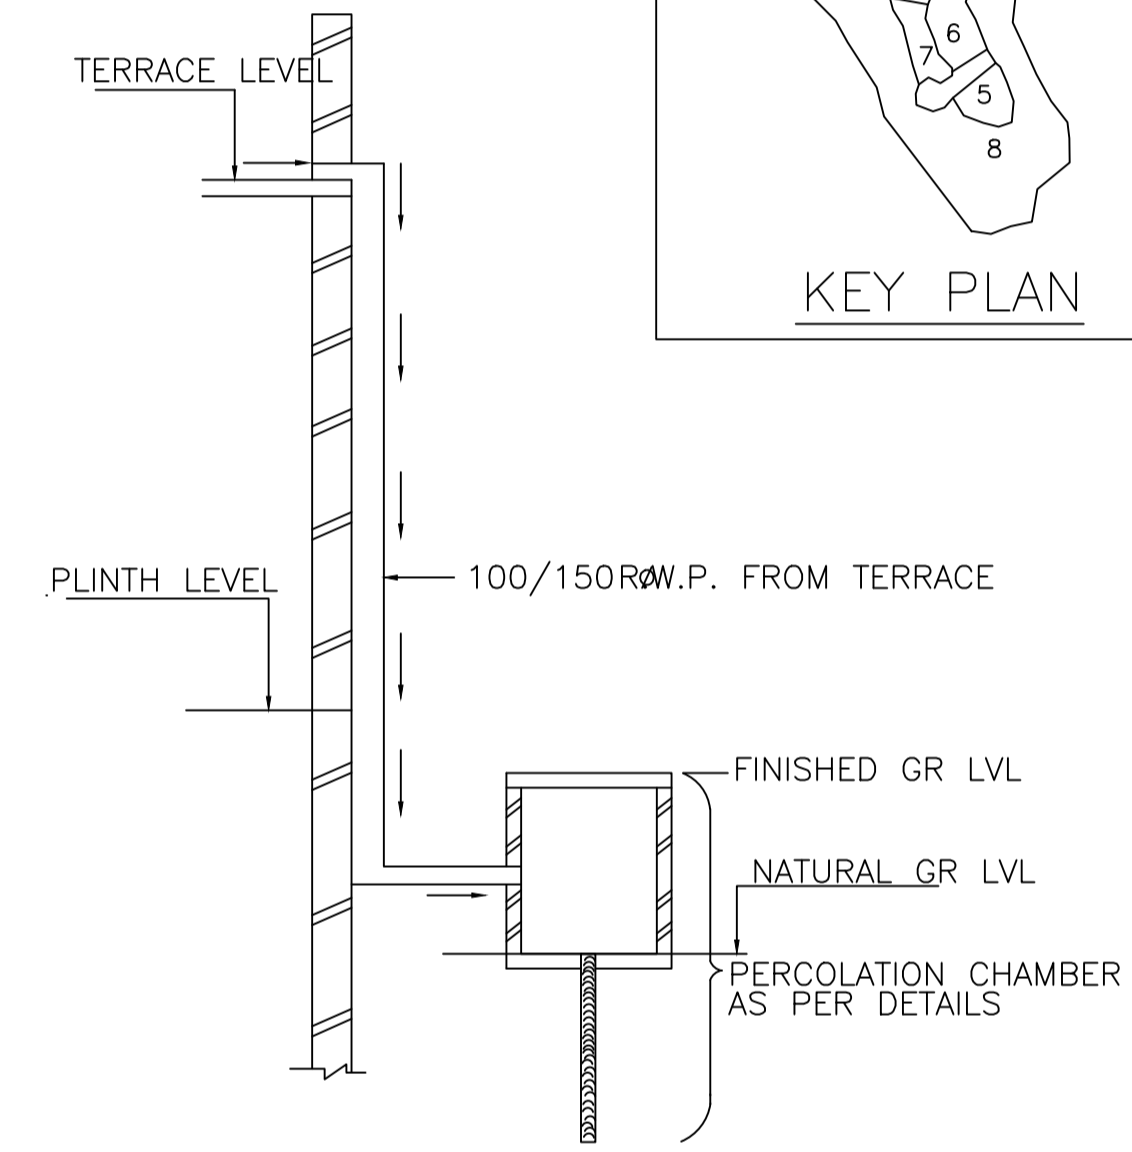 TERRACE LEVEL
6
7
5
8
KEY PLAN
PLINTH LEVEL
100/150Ø R.W.P. FROM TERRACE
FINISHED GR LVL
NATURAL GR LVL
PERCOLATION CHAMBER
AS PER DETAILS